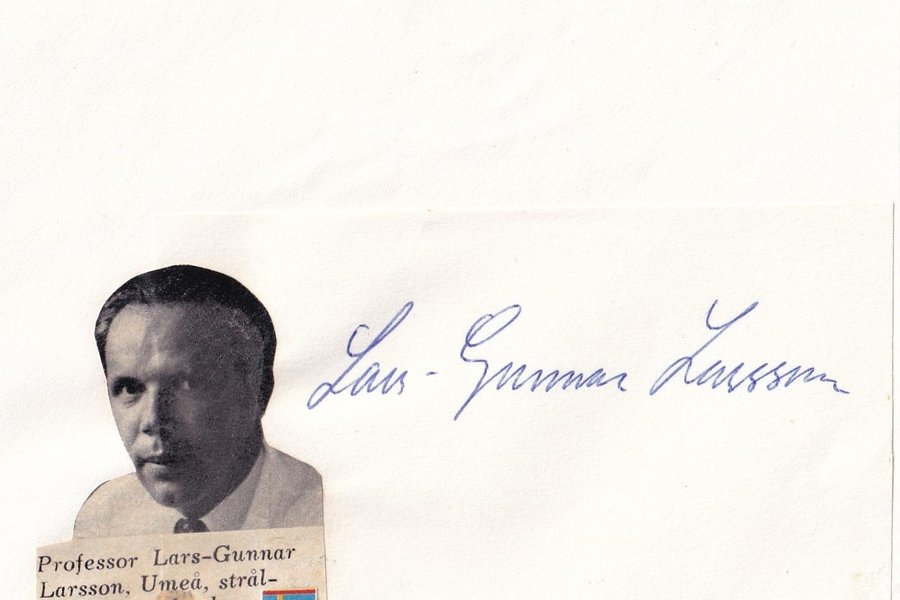 Lars-Gunnar Larsson
Professor Lars-Gunnar
Larsson, Umeå, strål-